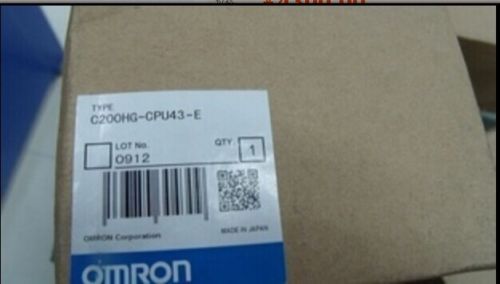 TYPE
C200HG-CPU43-E
LOT No.
0912
QTY.
1
OMRON Corporation
MADE IN JAPAN
OMRON